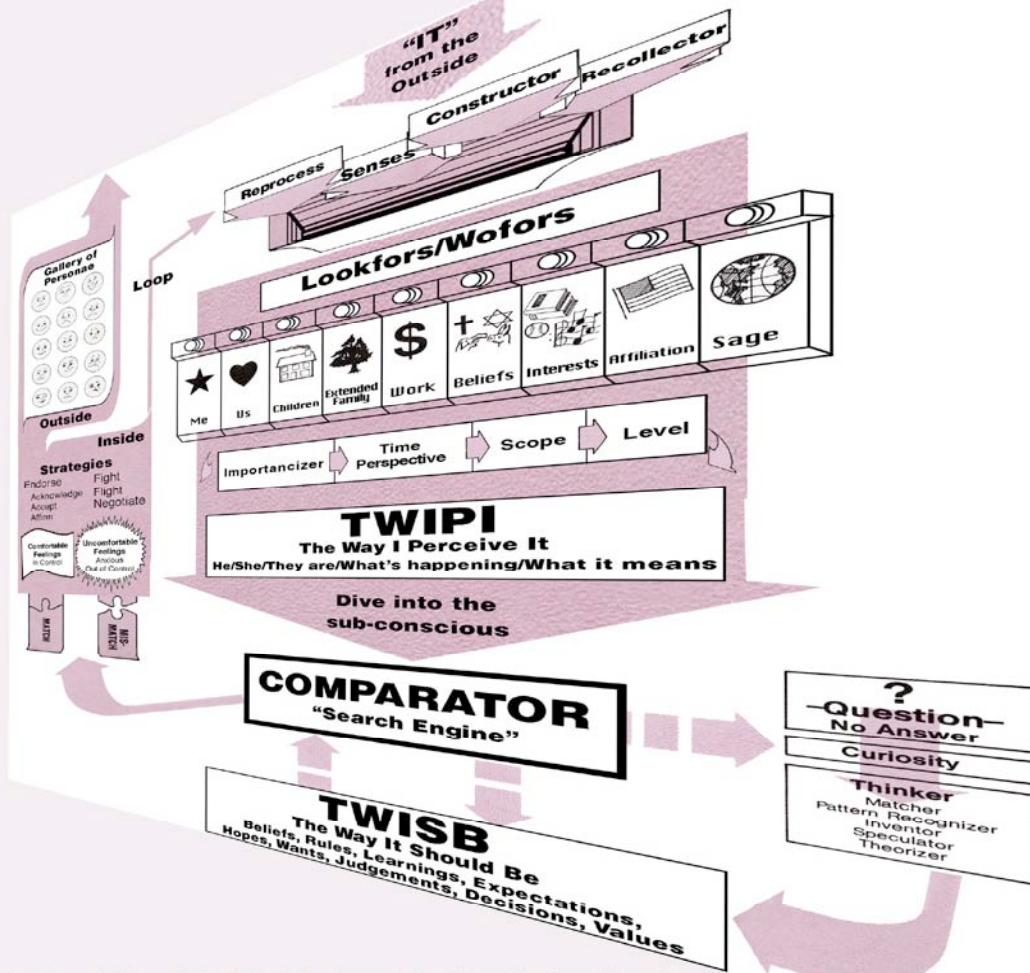 “IT”
from the
Outside
Recollector
Constructor
Senses
Reprocess
Lookfors/Wofors
Me
Us
Children
Extended
Family
$
Work
Beliefs
Interests
Affiliation
Sage
Importancizer
Time
Perspective
Scope
Level
TWIPI
The Way I Perceive It
He/She/They are/What's happening/What it means
Dive into the
sub-conscious
Loop
Gallery of
Personae
Outside
Inside
Strategies
Endorse
Acknowledge
Accept
Affirm
Fight
Flight
Negotiate
Comfortable
Feelings
In Control
Uncomfortable
Feelings
Anxious
Out of Control
MATCH
MIS-
MATCH
COMPARATOR
“Search Engine”
?
–Question–
No Answer
Curiosity
Thinker
Matcher
Pattern Recognizer
Inventor
Speculator
Theorizer
TWISB
The Way It Should Be
Beliefs, Rules, Learnings, Expectations,
Hopes, Wants, Judgements, Decisions, Values